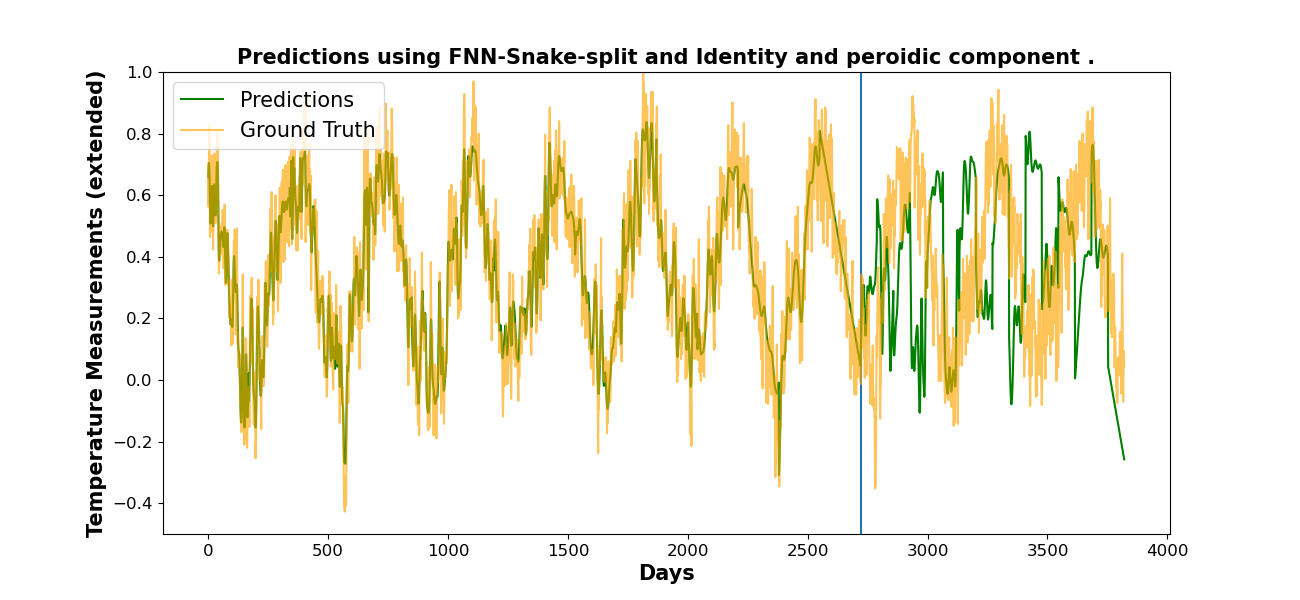 Predictions using FNN-Snake-split and Identity and peroidic component .
Temperature Measurements (extended)
1.0
0.8
0.6
0.4
0.2
0.0
−0.2
−0.4
Predictions
Ground Truth
0 500 1000 1500 2000 2500 3000 3500 4000
Days